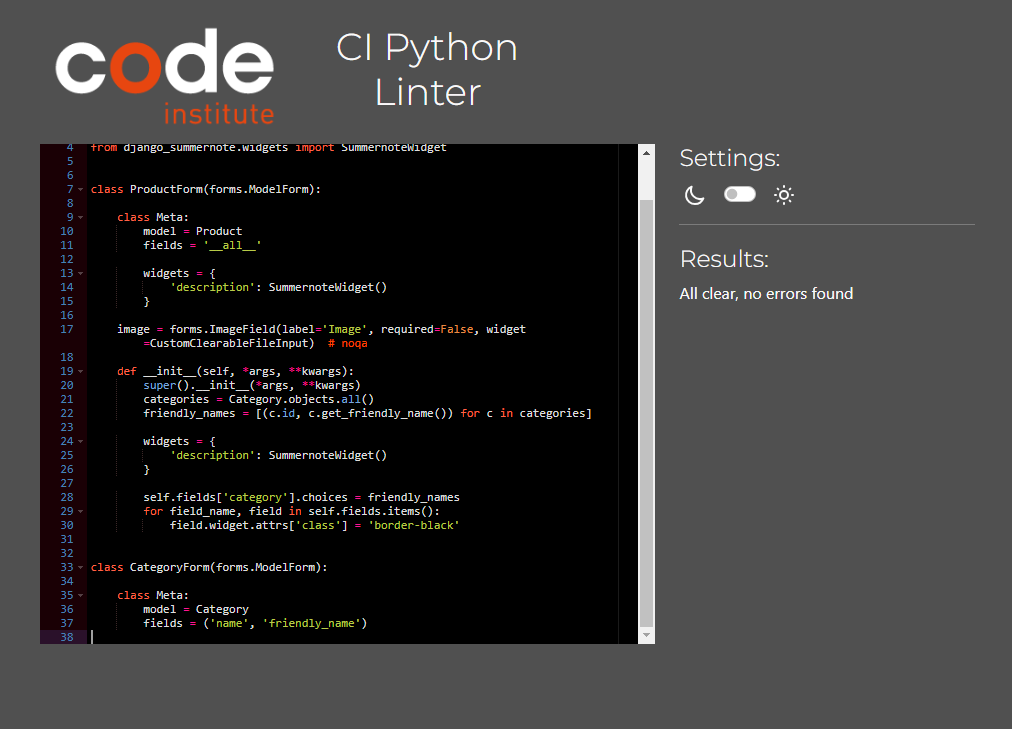 code
institute
CI Python
Linter
4 from django_summernote.widgets import SummernoteWidget
5
6
7 class ProductForm(forms.ModelForm):
8
9     class Meta:
10         model = Product
11         fields = '__all__'
12
13         widgets = {
14             'description': SummernoteWidget()
15         }
16
17     image = forms.ImageField(label='Image', required=False, widget
=CustomClearableFileInput)  # noqa
18
19     def __init__(self, *args, **kwargs):
20         super().__init__(*args, **kwargs)
21         categories = Category.objects.all()
22         friendly_names = [(c.id, c.get_friendly_name()) for c in categories]
23
24         widgets = {
25             'description': SummernoteWidget()
26         }
27
28         self.fields['category'].choices = friendly_names
29         for field_name, field in self.fields.items():
30             field.widget.attrs['class'] = 'border-black'
31
32
33 class CategoryForm(forms.ModelForm):
34
35     class Meta:
36         model = Category
37         fields = ('name', 'friendly_name')
38
Settings:
Results:
All clear, no errors found